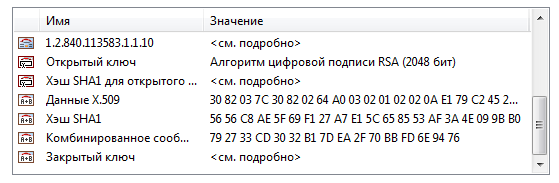 Имя Значение
1.2.840.113583.1.1.10 <см. подробно>
Открытый ключ Алгоритм цифровой подписи RSA (2048 бит)
Хэш SHA1 для открытого ... <см. подробно>
Данные X.509 30 82 03 7C 30 82 02 64 A0 03 02 01 02 02 0A E1 79 C2 45 2...
Хэш SHA1 56 56 C8 AE 5F 69 F1 27 A7 E1 5C 65 85 53 AF 3A 4E 09 9B B0
Комбинированное сооб... 79 27 33 CD 30 32 B1 7D EA 2F 70 BB FD 6E 94 76
Закрытый ключ <см. подробно>